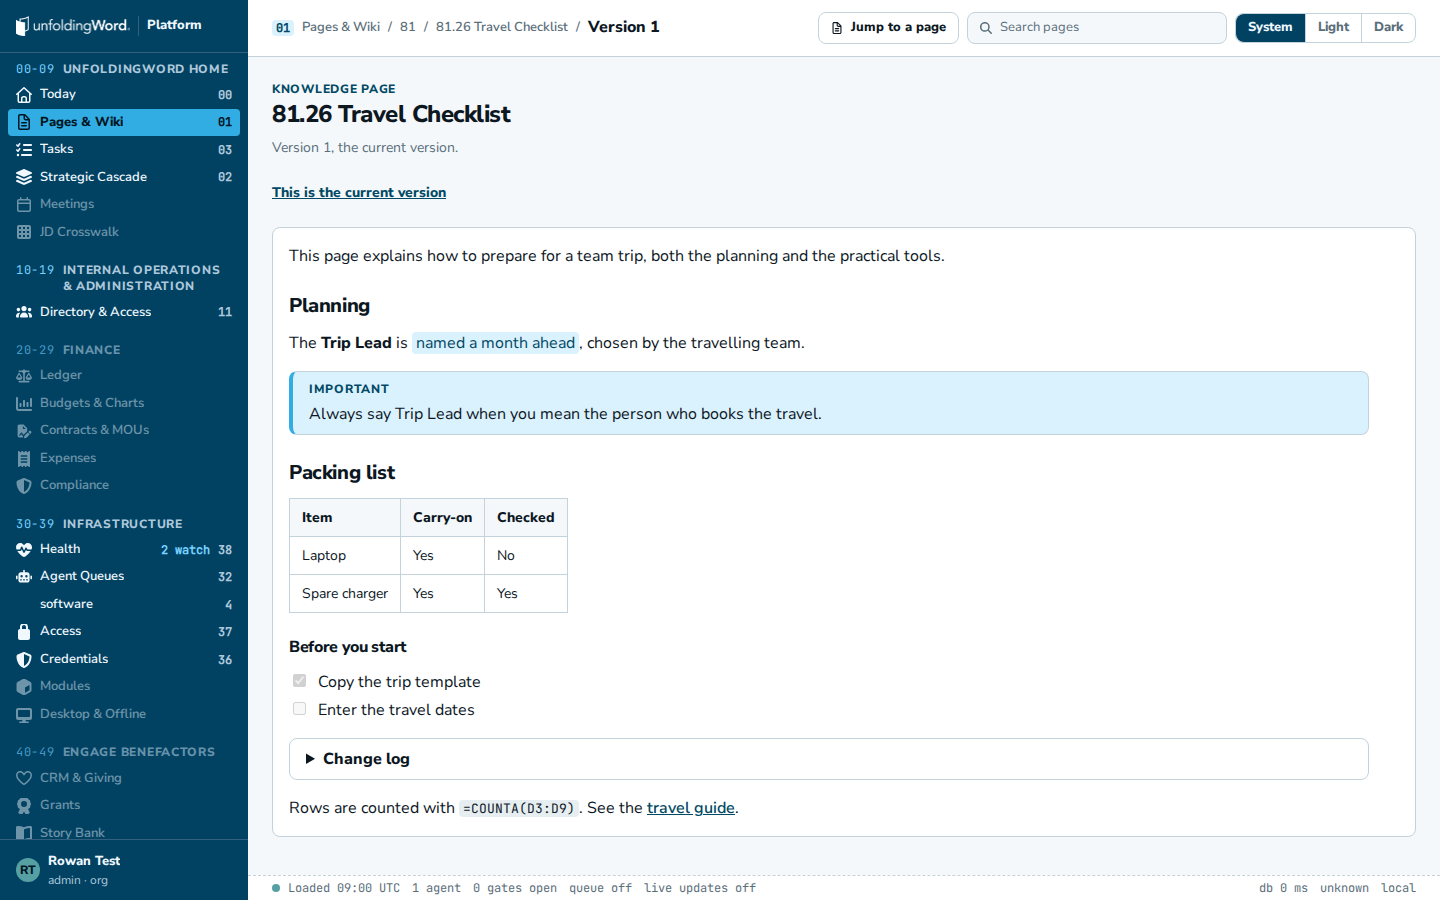 unfoldingWord Platform
00-09 UNFOLDINGWORD HOME
Today 00
Pages & Wiki 01
Tasks 03
Strategic Cascade 02
Meetings
JD Crosswalk
10-19 INTERNAL OPERATIONS
& ADMINISTRATION
Directory & Access 11
20-29 FINANCE
Ledger
Budgets & Charts
Contracts & MOUs
Expenses
Compliance
30-39 INFRASTRUCTURE
Health 2 watch 38
Agent Queues 32
software 4
Access 37
Credentials 36
Modules
Desktop & Offline
40-49 ENGAGE BENEFACTORS
CRM & Giving
Grants
Story Bank
RT Rowan Test
admin · org
01 Pages & Wiki / 81 / 81.26 Travel Checklist / Version 1
Jump to a page
Search pages
System Light Dark
KNOWLEDGE PAGE
81.26 Travel Checklist
Version 1, the current version.
This is the current version
This page explains how to prepare for a team trip, both the planning and the practical tools.
Planning
The Trip Lead is named a month ahead, chosen by the travelling team.
IMPORTANT
Always say Trip Lead when you mean the person who books the travel.
Packing list
Item Carry-on Checked
Laptop Yes No
Spare charger Yes Yes
Before you start
Copy the trip template
Enter the travel dates
Change log
Rows are counted with =COUNTA(D3:D9). See the travel guide.
Loaded 09:00 UTC 1 agent 0 gates open queue off live updates off
db 0 ms unknown local